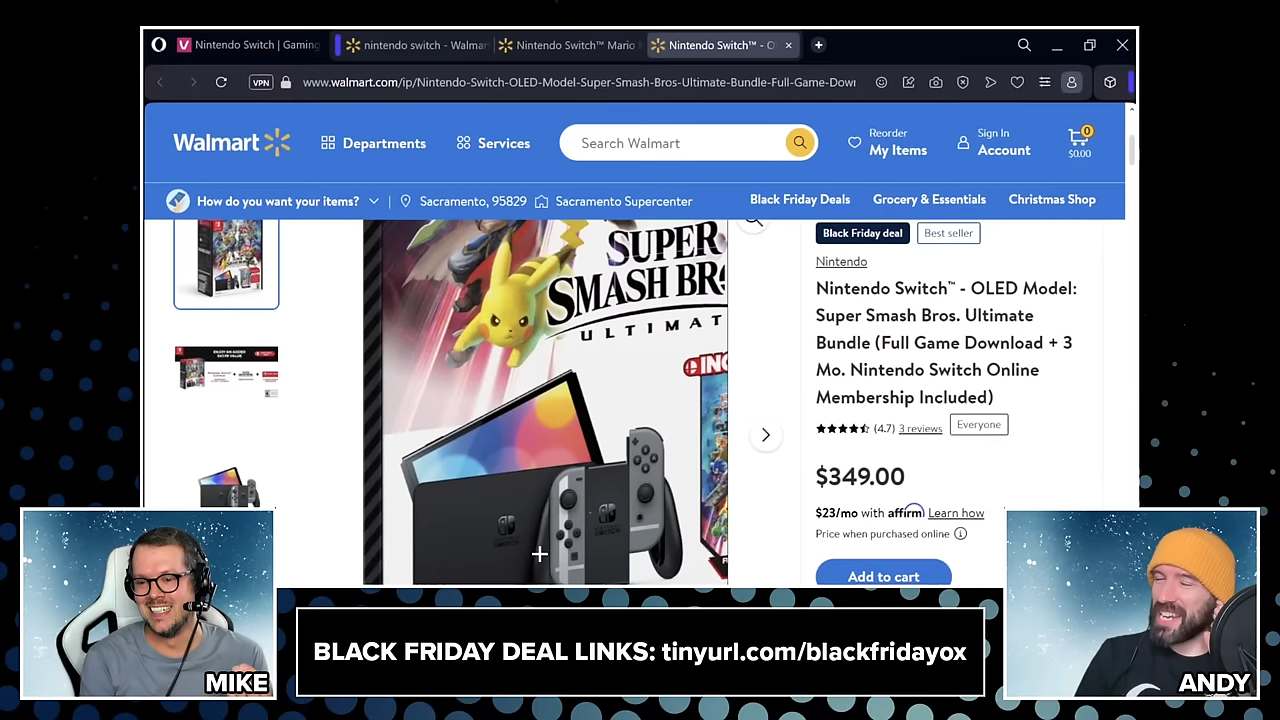 Nintendo Switch | Gaming
nintendo switch - Walmar
Nintendo Switch™ Mario
Nintendo Switch™ - O
VPN
www.walmart.com/ip/Nintendo-Switch-OLED-Model-Super-Smash-Bros-Ultimate-Bundle-Full-Game-Dow
Walmart
Departments
Services
Search Walmart
Reorder
My Items
Sign In
Account
0
$0.00
How do you want your items?
Sacramento, 95829
Sacramento Supercenter
Black Friday Deals
Grocery & Essentials
Christmas Shop
SUPER
SMASH BR
ULTIMAT
INC
Black Friday deal
Best seller
Nintendo
Nintendo Switch™ - OLED Model:
Super Smash Bros. Ultimate
Bundle (Full Game Download + 3
Mo. Nintendo Switch Online
Membership Included)
(4.7) 3 reviews
Everyone
$349.00
$23/mo with affirm Learn how
Price when purchased online
Add to cart
MIKE
BLACK FRIDAY DEAL LINKS: tinyurl.com/blackfridayox
ANDY